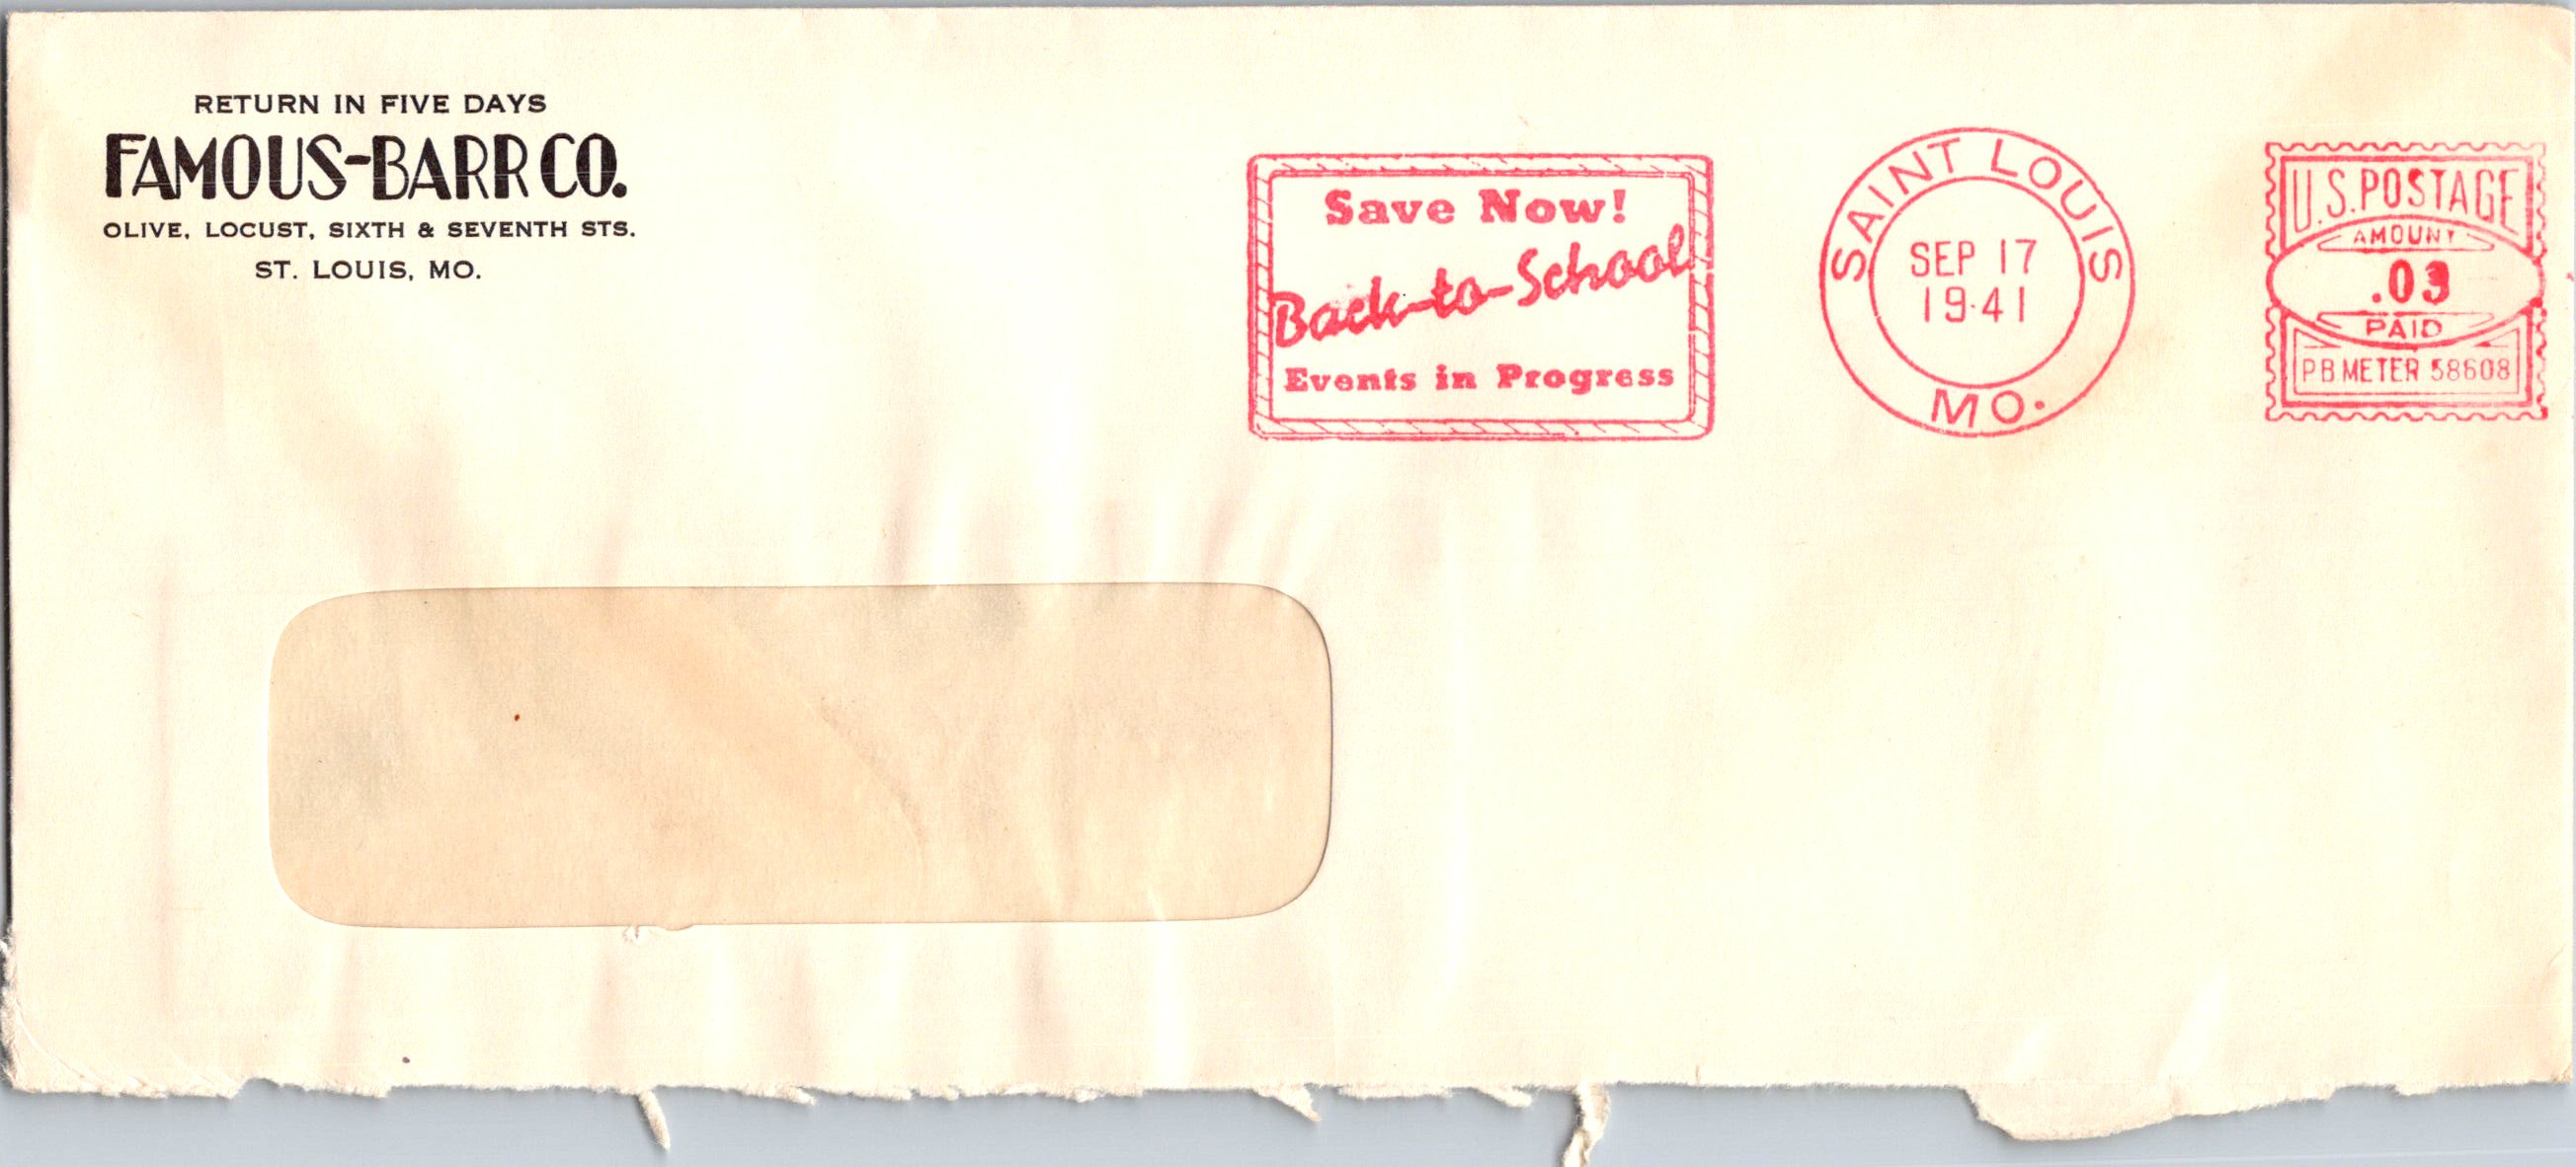 RETURN IN FIVE DAYS
FAMOUS-BARR CO.
OLIVE, LOCUST, SIXTH & SEVENTH STS.
ST. LOUIS, MO.
Save Now!
Back-to-School
Events in Progress
SAINT LOUIS
SEP 17
19·41
MO.
U.S. POSTAGE
AMOUNT
.03
PAID
PB METER 58608